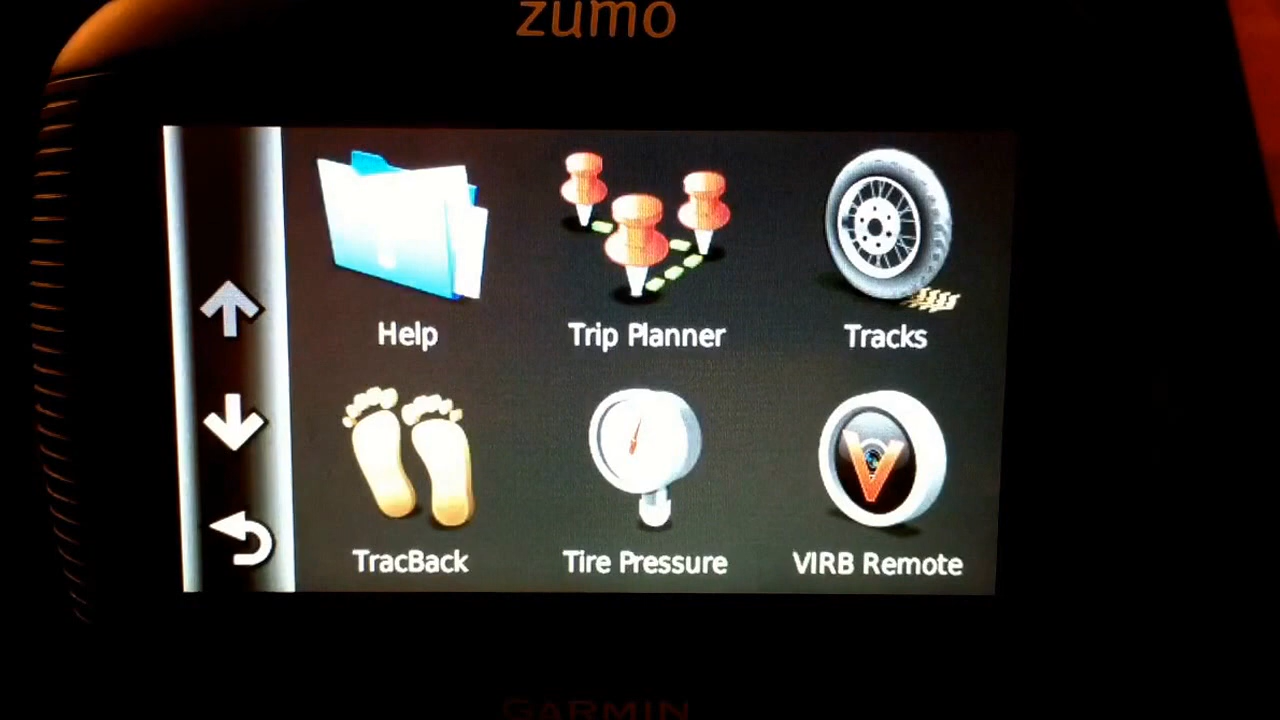 zumo
Help
Trip Planner
Tracks
TracBack
Tire Pressure
VIRB Remote
GARMIN